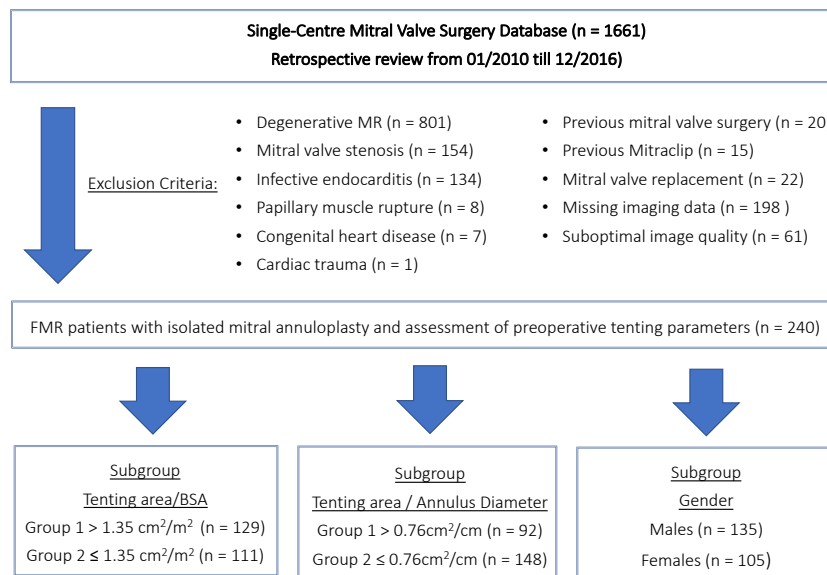 Single-Centre Mitral Valve Surgery Database (n = 1661)
Retrospective review from 01/2010 till 12/2016)
Exclusion Criteria:
• Degenerative MR (n = 801)
• Mitral valve stenosis (n = 154)
• Infective endocarditis (n = 134)
• Papillary muscle rupture (n = 8)
• Congenital heart disease (n = 7)
• Cardiac trauma (n = 1)
• Previous mitral valve surgery (n = 20
• Previous Mitraclip (n = 15)
• Mitral valve replacement (n = 22)
• Missing imaging data (n = 198 )
• Suboptimal image quality (n = 61)
FMR patients with isolated mitral annuloplasty and assessment of preoperative tenting parameters (n = 240)
Subgroup
Tenting area/BSA
Group 1 > 1.35 cm²/m² (n = 129)
Group 2 ≤ 1.35 cm²/m² (n = 111)
Subgroup
Tenting area / Annulus Diameter
Group 1 > 0.76cm²/cm (n = 92)
Group 2 ≤ 0.76cm²/cm (n = 148)
Subgroup
Gender
Males (n = 135)
Females (n = 105)